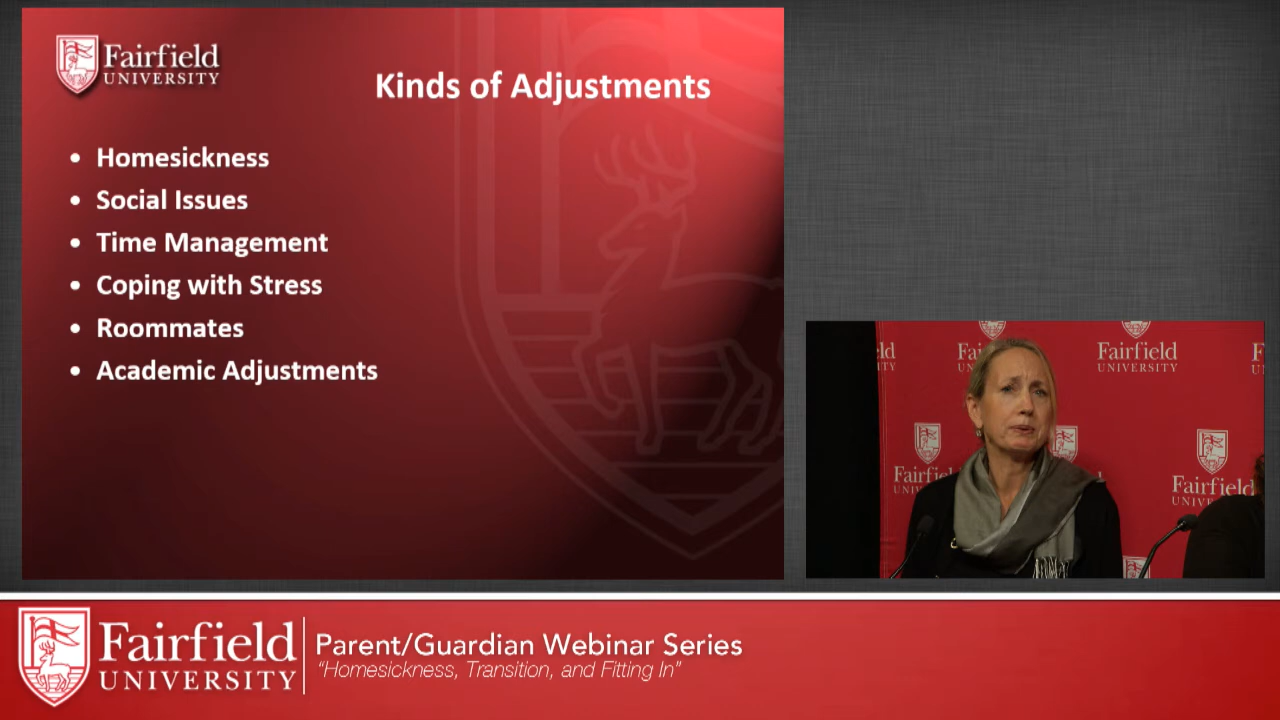 Fairfield
UNIVERSITY
Kinds of Adjustments
• Homesickness
• Social Issues
• Time Management
• Coping with Stress
• Roommates
• Academic Adjustments
Fairfield
UNIVERSITY
Fairfield
Fairfield
UNIVERSITY
Parent/Guardian Webinar Series
“Homesickness, Transition, and Fitting In”